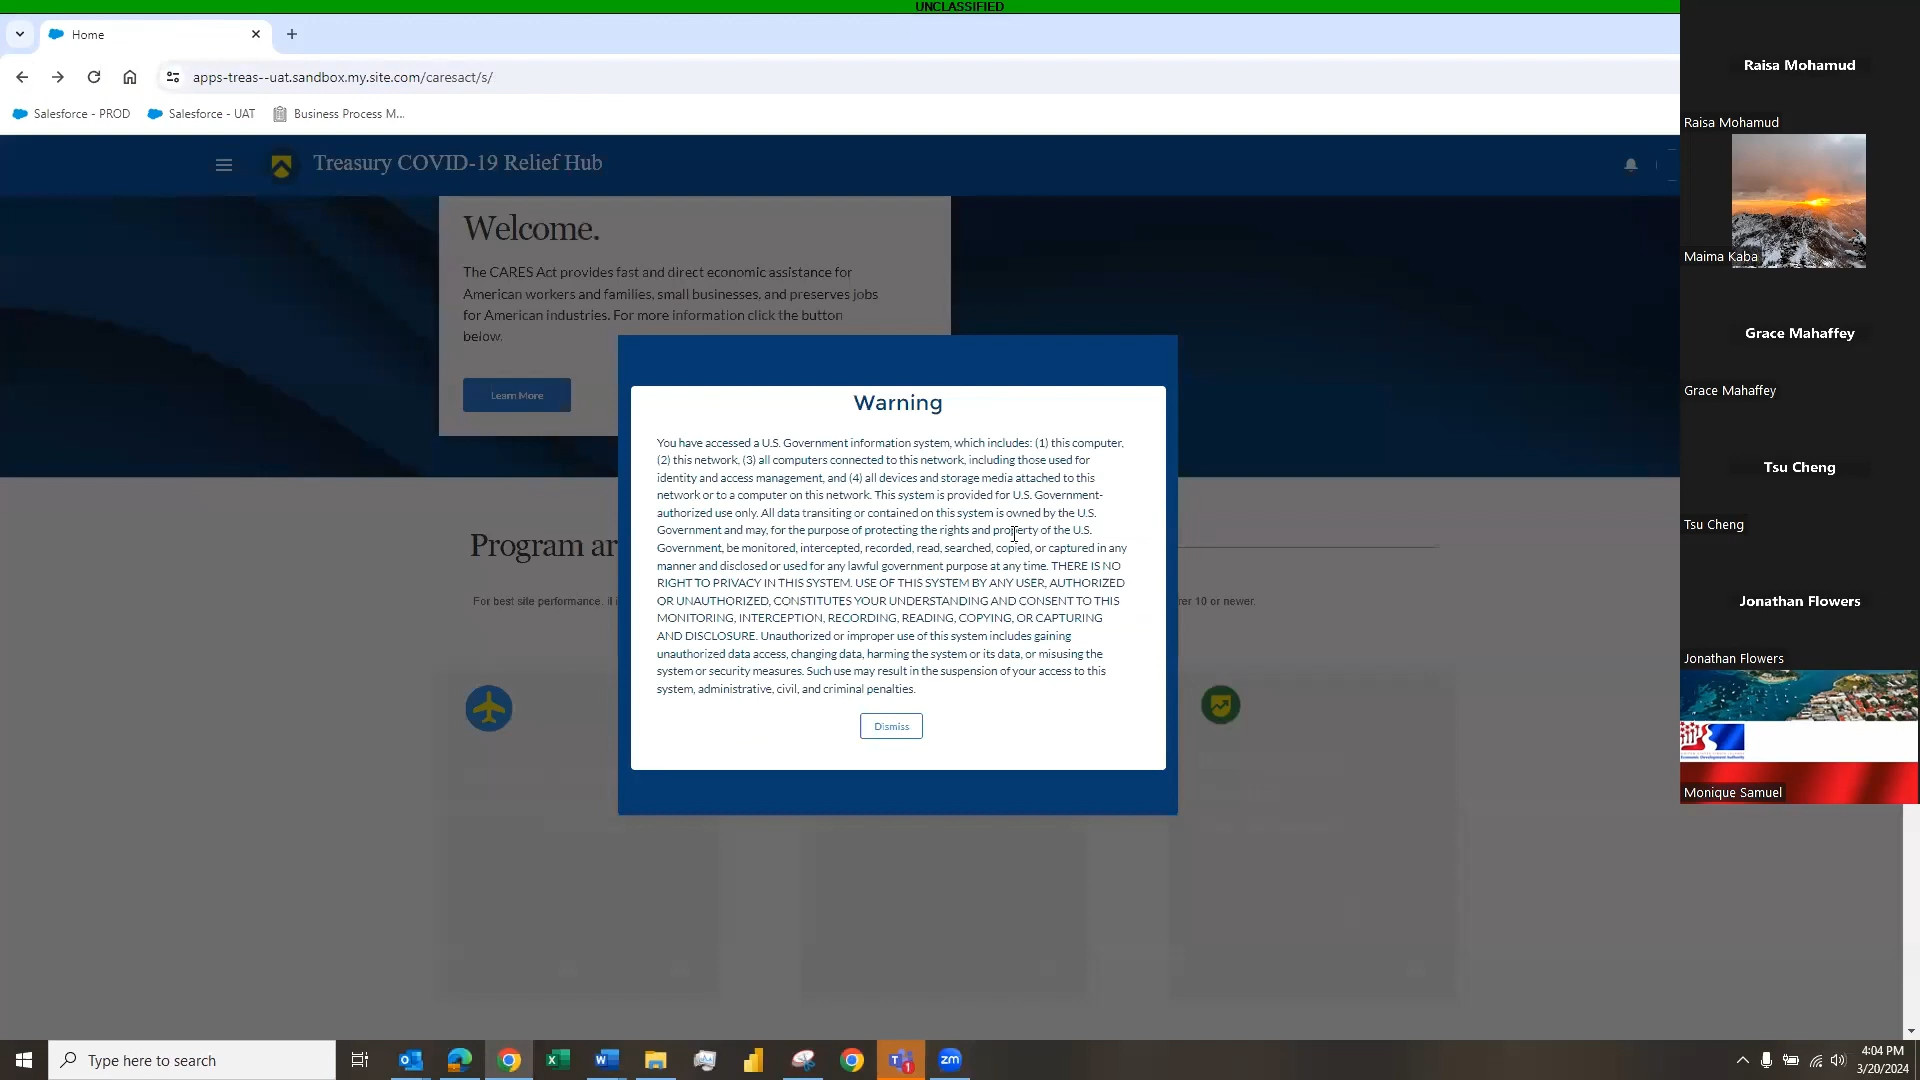 UNCLASSIFIED
Home
apps-treas--uat.sandbox.my.site.com/caresact/s/
Salesforce - PROD
Salesforce - UAT
Business Process M...
Treasury COVID-19 Relief Hub
Welcome.
The CARES Act provides fast and direct economic assistance for
American workers and families, small businesses, and preserves jobs
for American industries. For more information click the button
below.
Learn More
Warning
You have accessed a U.S. Government information system, which includes: (1) this computer,
(2) this network, (3) all computers connected to this network, including those used for
identity and access management, and (4) all devices and storage media attached to this
network or to a computer on this network. This system is provided for U.S. Government-
authorized use only. All data transiting or contained on this system is owned by the U.S.
Government and may, for the purpose of protecting the rights and property of the U.S.
Government, be monitored, intercepted, recorded, read, searched, copied, or captured in any
manner and disclosed or used for any lawful government purpose at any time. THERE IS NO
RIGHT TO PRIVACY IN THIS SYSTEM. USE OF THIS SYSTEM BY ANY USER, AUTHORIZED
OR UNAUTHORIZED, CONSTITUTES YOUR UNDERSTANDING AND CONSENT TO THIS
MONITORING, INTERCEPTION, RECORDING, READING, COPYING, OR CAPTURING
AND DISCLOSURE. Unauthorized or improper use of this system includes gaining
unauthorized data access, changing data, harming the system or its data, or misusing the
system or security measures. Such use may result in the suspension of your access to this
system, administrative, civil, and criminal penalties.
Dismiss
Program ar
For best site performance, it i
rer 10 or newer.
Raisa Mohamud
Raisa Mohamud
Maima Kaba
Grace Mahaffey
Grace Mahaffey
Tsu Cheng
Tsu Cheng
Jonathan Flowers
Jonathan Flowers
Economic Development Authority
Monique Samuel
Type here to search
zm
1
4:04 PM
3/20/2024